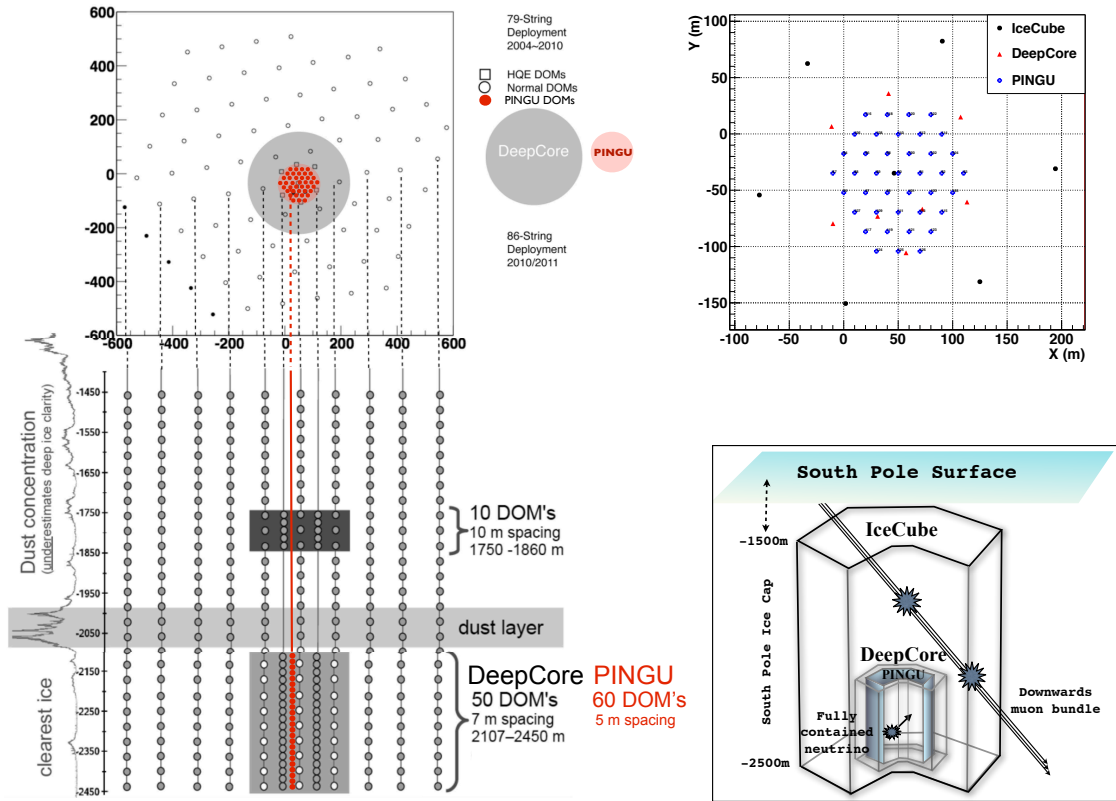 600
400
200
0
-200
-400
-600
-600
-400
-200
0
200
400
600
79-String
Deployment
2004~2010
HQE DOMs
Normal DOMs
PINGU DOMs
DeepCore
PINGU
86-String
Deployment
2010/2011
Y (m)
100
50
0
-50
-100
-150
-100
-50
0
50
100
150
200
X (m)
IceCube
DeepCore
PINGU
Dust concentration
(underestimates deep ice clarity)
clearest ice
-1450
-1550
-1650
-1750
-1850
-1950
-2050
-2150
-2250
-2350
-2450
10 DOM's
10 m spacing
1750 -1860 m
dust layer
DeepCore
50 DOM's
7 m spacing
2107–2450 m
PINGU
60 DOM's
5 m spacing
South Pole Surface
-1500m
IceCube
South Pole Ice Cap
DeepCore
PINGU
Fully
contained
neutrino
Downwards
muon bundle
-2500m